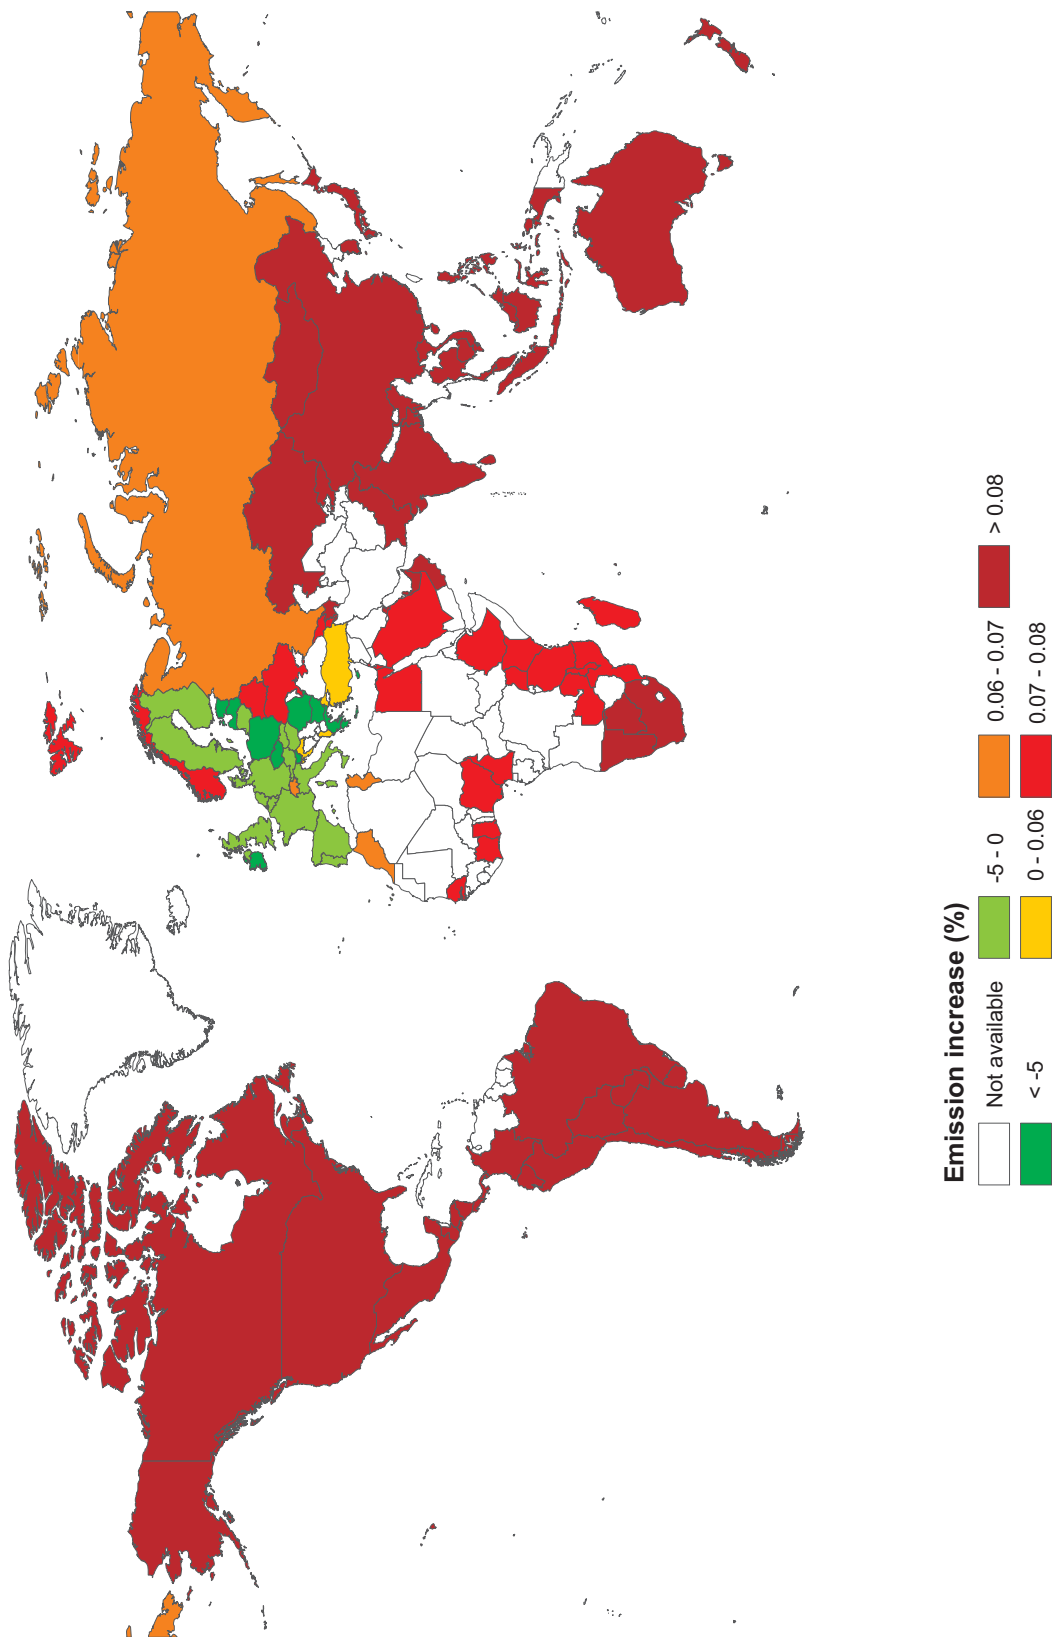 Emission increase (%)
Not available
-5 - 0
0.06 - 0.07
> 0.08
< -5
0 - 0.06
0.07 - 0.08